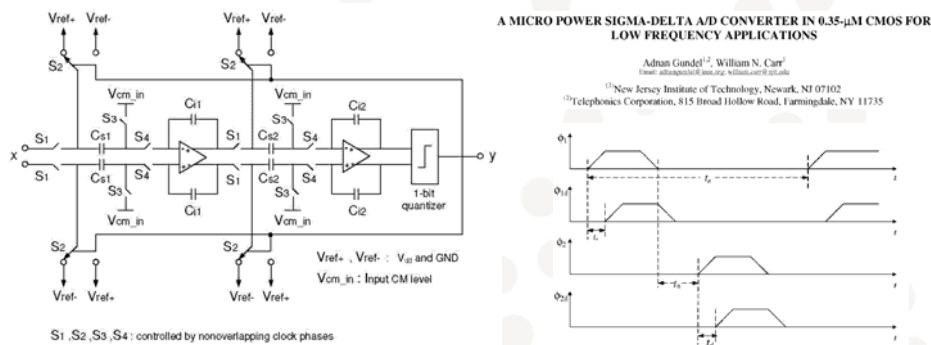 Vref+ Vref-
Vref+ Vref-
S2
S2
Vcm_in
Ci1
Vcm_in
Ci2
S3
S3
S1
Cs1
S4
S1
Cs2
S4
x
y
S1
Cs1
S4
S1
Cs2
S4
1-bit
quantizer
S3
S3
Ci1
Ci2
Vcm_in
Vcm_in
S2
S2
Vref- Vref+
Vref- Vref+
Vref+ , Vref- : Vdd and GND
Vcm_in : Input CM level
S1 ,S2 ,S3 ,S4 : controlled by nonoverlapping clock phases
A MICRO POWER SIGMA-DELTA A/D CONVERTER IN 0.35-μM CMOS FOR
LOW FREQUENCY APPLICATIONS
Adnan Gundel1,2, William N. Carr1
Email:
(1)New Jersey Institute of Technology, Newark, NJ 07102
(2)Telephonics Corporation, 815 Broad Hollow Road, Farmingdale, NY 11735
ϕ1
t
ϕ1d
t
ϕ2
t
ϕ2d
t